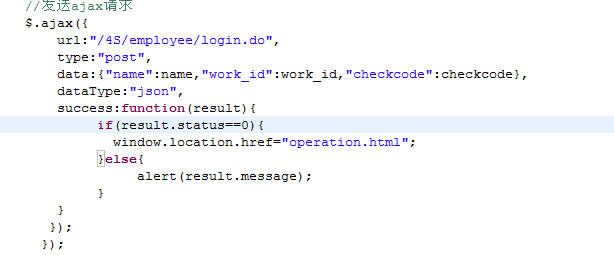 //发送ajax请求
$.ajax({
url:"/4S/employee/login.do",
type:"post",
data:{"name":name,"work_id":work_id,"checkcode":checkcode},
dataType:"json",
success:function(result){
if(result.status==0){
window.location.href="operation.html";
}else{
alert(result.message);
}
}
});
});